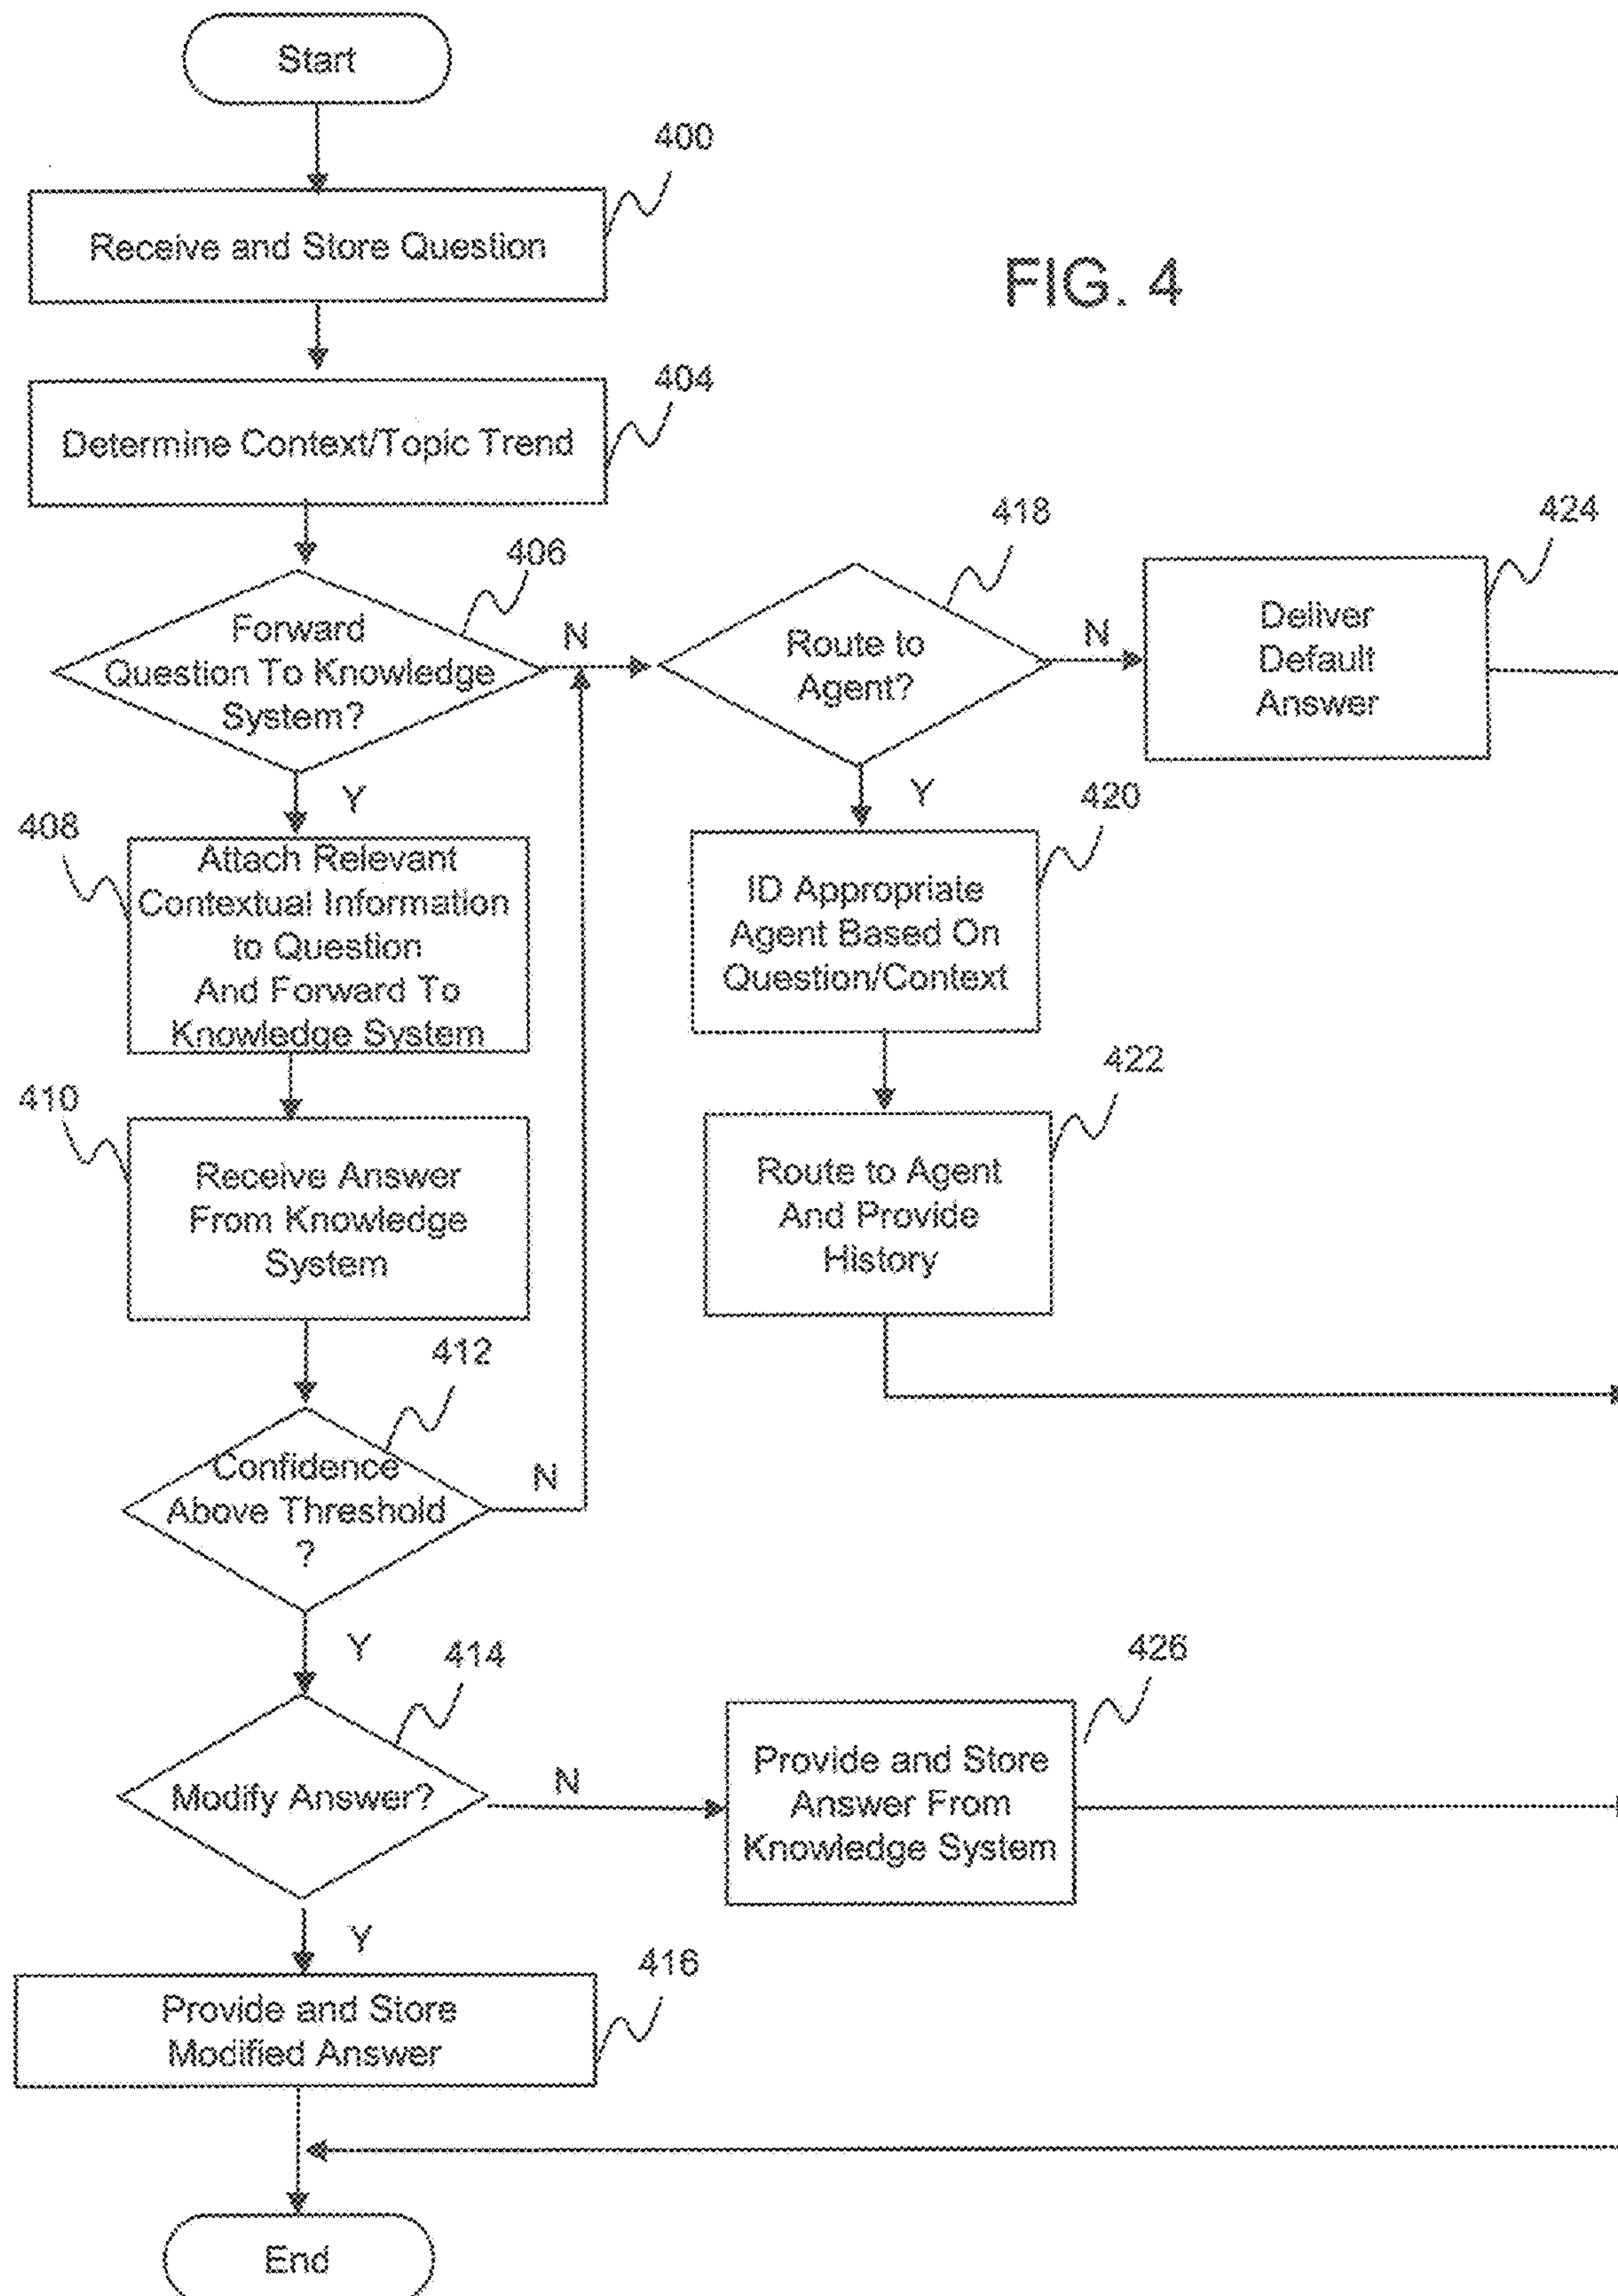 Start
400
Receive and Store Question
FIG. 4
404
Determine Context/Topic Trend
406
Forward
Question To Knowledge
System?
N
Y
418
Route to
Agent?
N
Y
424
Deliver
Default
Answer
408
Attach Relevant
Contextual Information
to Question
And Forward To
Knowledge System
420
ID Appropriate
Agent Based On
Question/Context
410
Receive Answer
From Knowledge
System
422
Route to Agent
And Provide
History
412
Confidence
Above Threshold
?
N
Y
414
Modify Answer?
N
Y
426
Provide and Store
Answer From
Knowledge System
416
Provide and Store
Modified Answer
End